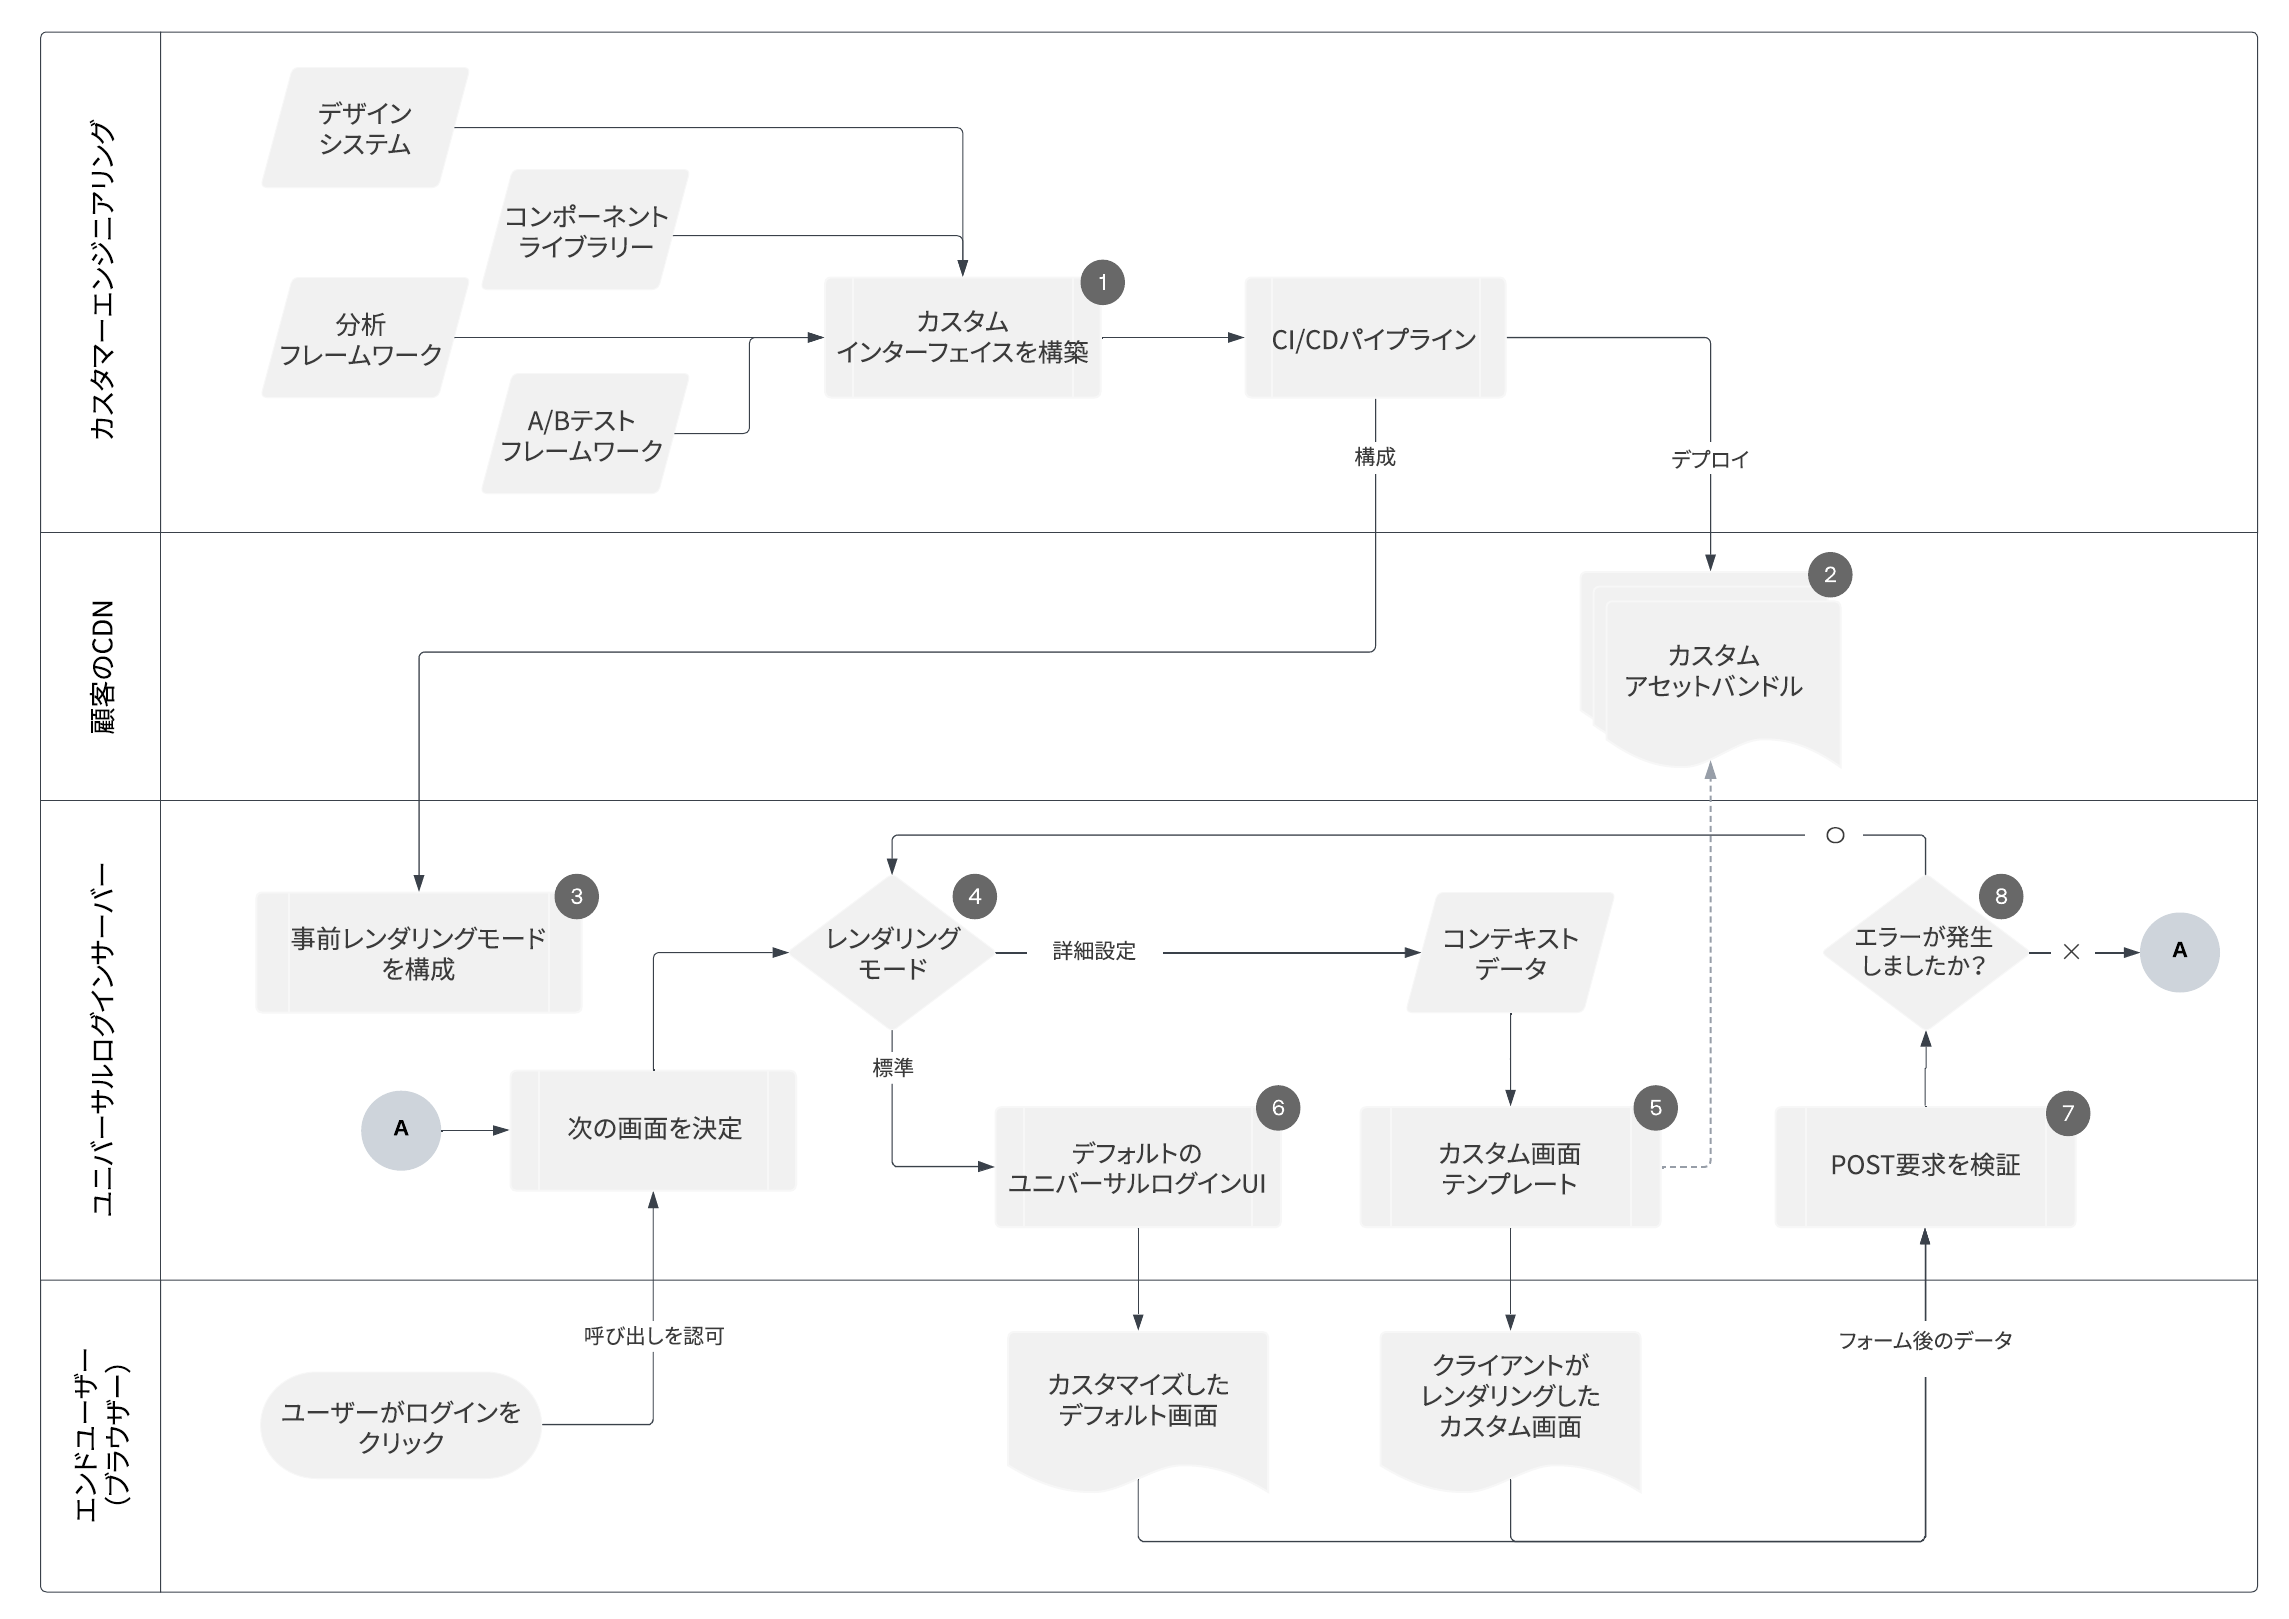 カスタマーエンジニアリング
デザイン
システム
コンポーネント
ライブラリー
分析
フレームワーク
A/Bテスト
フレームワーク
1
カスタム
インターフェイスを構築
CI/CDパイプライン
構成
デプロイ
顧客のCDN
2
カスタム
アセットバンドル
ユニバーサルログインサーバー
○
3
事前レンダリングモード
を構成
4
レンダリング
モード
詳細設定
コンテキスト
データ
8
エラーが発生
しましたか?
×
A
標準
A
次の画面を決定
6
デフォルトの
ユニバーサルログインUI
5
カスタム画面
テンプレート
7
POST要求を検証
エンドユーザー
(ブラウザー)
呼び出しを認可
フォーム後のデータ
ユーザーがログインを
クリック
カスタマイズした
デフォルト画面
クライアントが
レンダリングした
カスタム画面